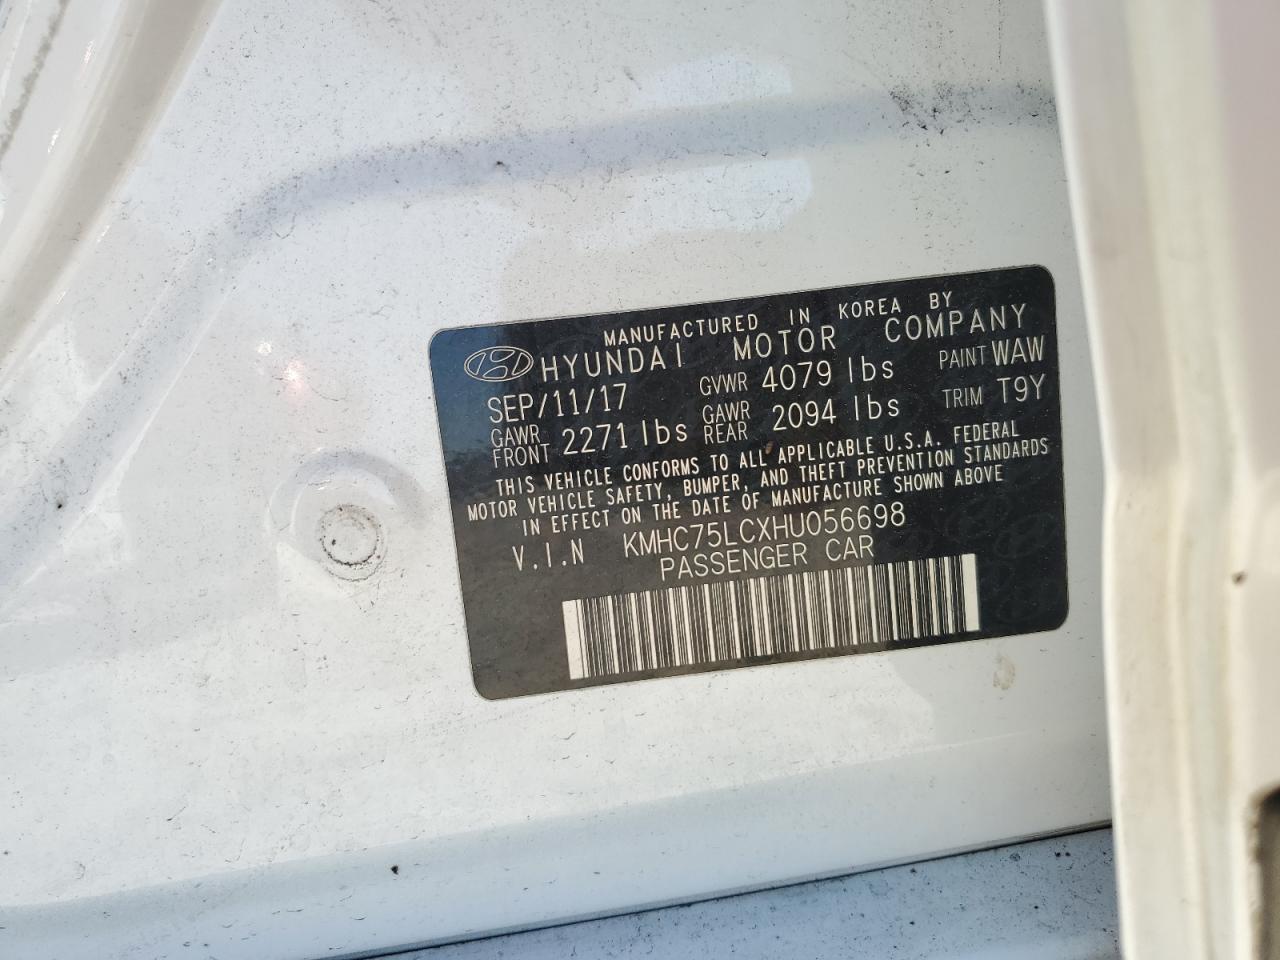 MANUFACTURED IN KOREA BY
HYUNDAI MOTOR COMPANY
SEP/11/17 GVWR 4079 lbs PAINT WAW
GAWR FRONT 2271 lbs GAWR REAR 2094 lbs TRIM T9Y
THIS VEHICLE CONFORMS TO ALL APPLICABLE U.S.A. FEDERAL
MOTOR VEHICLE SAFETY, BUMPER, AND THEFT PREVENTION STANDARDS
IN EFFECT ON THE DATE OF MANUFACTURE SHOWN ABOVE
V.I.N KMHC75LCXHU056698
PASSENGER CAR